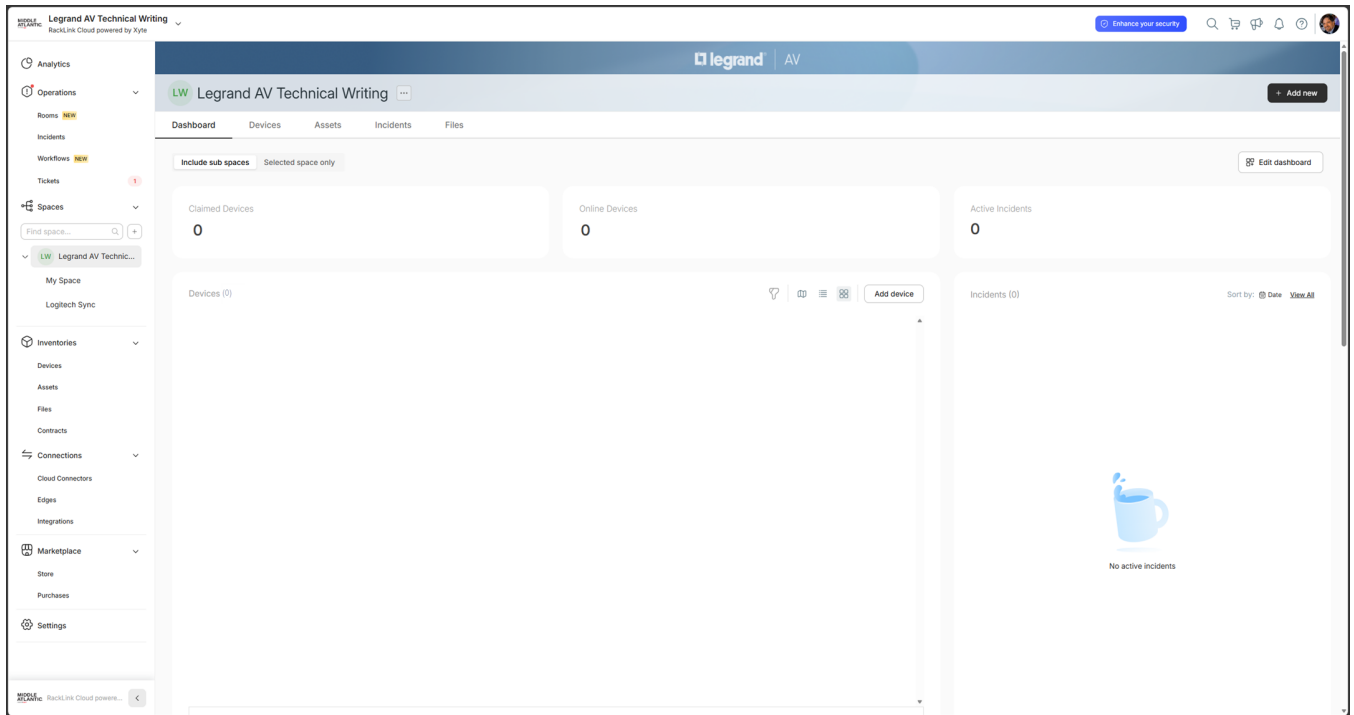 MIDDLE ATLANTIC
Legrand AV Technical Writing
RackLink Cloud powered by Xyte
Enhance your security
Analytics
Operations
Rooms NEW
Incidents
Workflows NEW
Tickets 1
Spaces
Find space...
LW Legrand AV Technic...
My Space
Logitech Sync
Inventories
Devices
Assets
Files
Contracts
Connections
Cloud Connectors
Edges
Integrations
Marketplace
Store
Purchases
Settings
MIDDLE ATLANTIC RackLink Cloud powere...
legrand AV
LW Legrand AV Technical Writing ...
+ Add new
Dashboard Devices Assets Incidents Files
Include sub spaces Selected space only
Edit dashboard
Claimed Devices
0
Online Devices
0
Active Incidents
0
Devices (0)
Add device
Incidents (0)
Sort by: Date View All
No active incidents